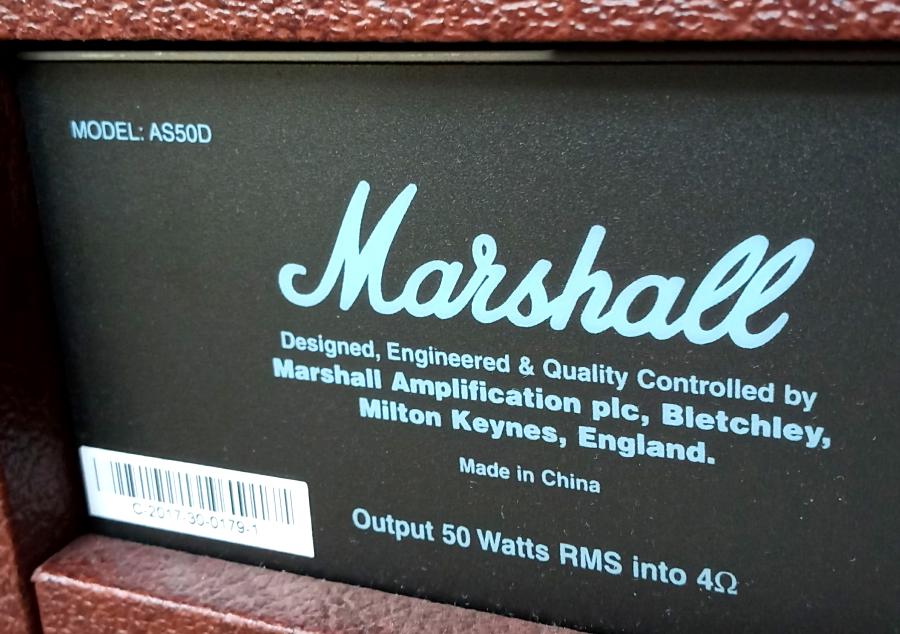 MODEL: AS50D
Marshall
Designed, Engineered & Quality Controlled by
Marshall Amplification plc, Bletchley,
Milton Keynes, England.
Made in China
C-2017-30-0179-1
Output 50 Watts RMS into 4Ω